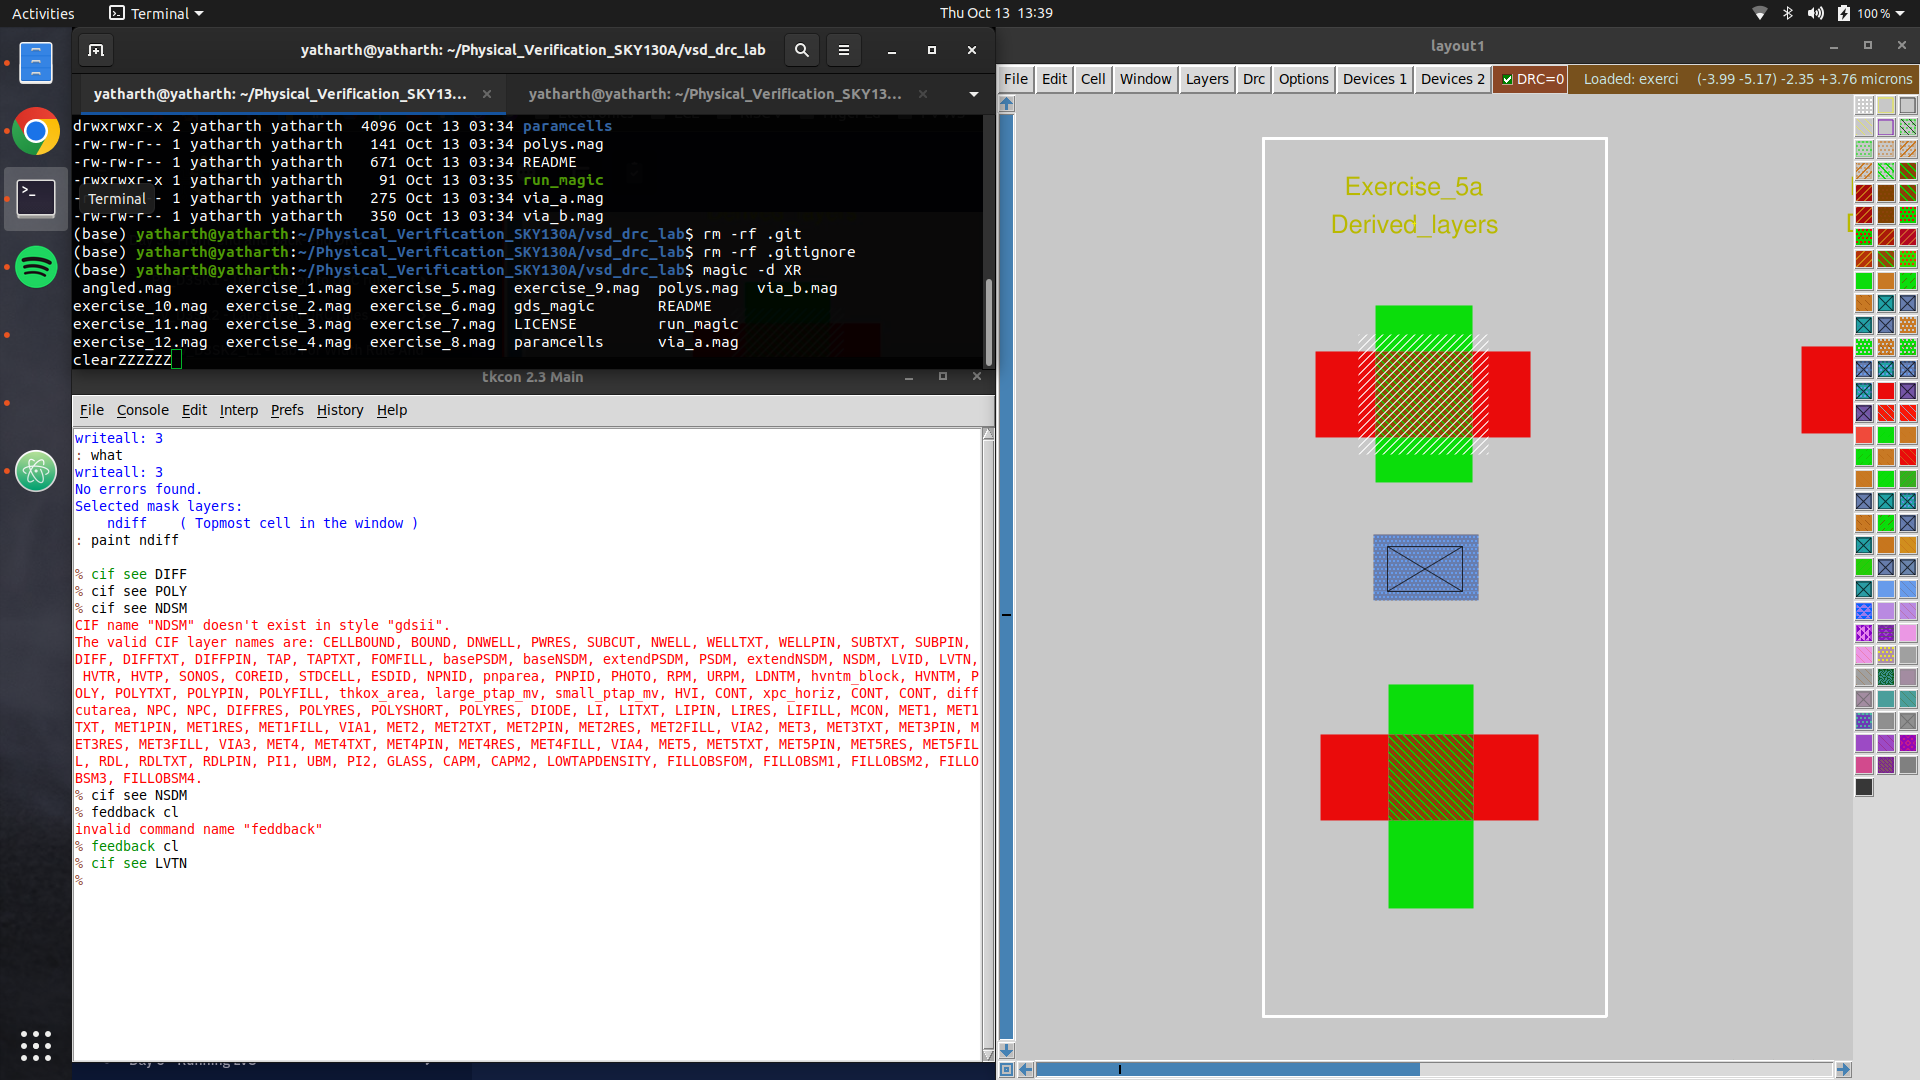 Activities
Terminal
Thu Oct 13  13:39
100 %
yatharth@yatharth: ~/Physical_Verification_SKY130A/vsd_drc_lab
yatharth@yatharth: ~/Physical_Verification_SKY13...
yatharth@yatharth: ~/Physical_Verification_SKY13...
drwxrwxr-x 2 yatharth yatharth  4096 Oct 13 03:34 paramcells
-rw-rw-r-- 1 yatharth yatharth   141 Oct 13 03:34 polys.mag
-rw-rw-r-- 1 yatharth yatharth   671 Oct 13 03:34 README
-rwxrwxr-x 1 yatharth yatharth    91 Oct 13 03:35 run_magic
-- 1 yatharth yatharth   275 Oct 13 03:34 via_a.mag
Terminal
-rw-rw-r-- 1 yatharth yatharth   350 Oct 13 03:34 via_b.mag
(base) yatharth@yatharth:~/Physical_Verification_SKY130A/vsd_drc_lab$ rm -rf .git
(base) yatharth@yatharth:~/Physical_Verification_SKY130A/vsd_drc_lab$ rm -rf .gitignore
(base) yatharth@yatharth:~/Physical_Verification_SKY130A/vsd_drc_lab$ magic -d XR
angled.mag      exercise_1.mag  exercise_5.mag  exercise_9.mag  polys.mag  via_b.mag
exercise_10.mag  exercise_2.mag  exercise_6.mag  gds_magic       README
exercise_11.mag  exercise_3.mag  exercise_7.mag  LICENSE         run_magic
exercise_12.mag  exercise_4.mag  exercise_8.mag  paramcells      via_a.mag
clearZZZZZZ
tkcon 2.3 Main
File Console Edit Interp Prefs History Help
writeall: 3
: what
writeall: 3
No errors found.
Selected mask layers:
ndiff    ( Topmost cell in the window )
: paint ndiff
% cif see DIFF
% cif see POLY
% cif see NDSM
CIF name "NDSM" doesn't exist in style "gdsii".
The valid CIF layer names are: CELLBOUND, BOUND, DNWELL, PWRES, SUBCUT, NWELL, WELLTXT, WELLPIN, SUBTXT, SUBPIN,
DIFF, DIFFTXT, DIFFPIN, TAP, TAPTXT, FOMFILL, basePSDM, baseNSDM, extendPSDM, PSDM, extendNSDM, NSDM, LVID, LVTN,
HVTR, HVTP, SONOS, COREID, STDCELL, ESDID, NPNID, pnparea, PNPID, PHOTO, RPM, URPM, LDNTM, hvntm_block, HVNTM, P
OLY, POLYTXT, POLYPIN, POLYFILL, thkox_area, large_ptap_mv, small_ptap_mv, HVI, CONT, xpc_horiz, CONT, CONT, diff
cutarea, NPC, NPC, DIFFRES, POLYRES, POLYSHORT, POLYRES, DIODE, LI, LITXT, LIPIN, LIRES, LIFILL, MCON, MET1, MET1
TXT, MET1PIN, MET1RES, MET1FILL, VIA1, MET2, MET2TXT, MET2PIN, MET2RES, MET2FILL, VIA2, MET3, MET3TXT, MET3PIN, M
ET3RES, MET3FILL, VIA3, MET4, MET4TXT, MET4PIN, MET4RES, MET4FILL, VIA4, MET5, MET5TXT, MET5PIN, MET5RES, MET5FIL
L, RDL, RDLTXT, RDLPIN, PI1, UBM, PI2, GLASS, CAPM, CAPM2, LOWTAPDENSITY, FILLOBSFOM, FILLOBSM1, FILLOBSM2, FILLO
BSM3, FILLOBSM4.
% cif see NSDM
% feddback cl
invalid command name "feddback"
% feedback cl
% cif see LVTN
%
layout1
File Edit Cell Window Layers Drc Options Devices 1 Devices 2 DRC=0 Loaded: exerci (-3.99 -5.17) -2.35 +3.76 microns
Exercise_5a
Derived_layers